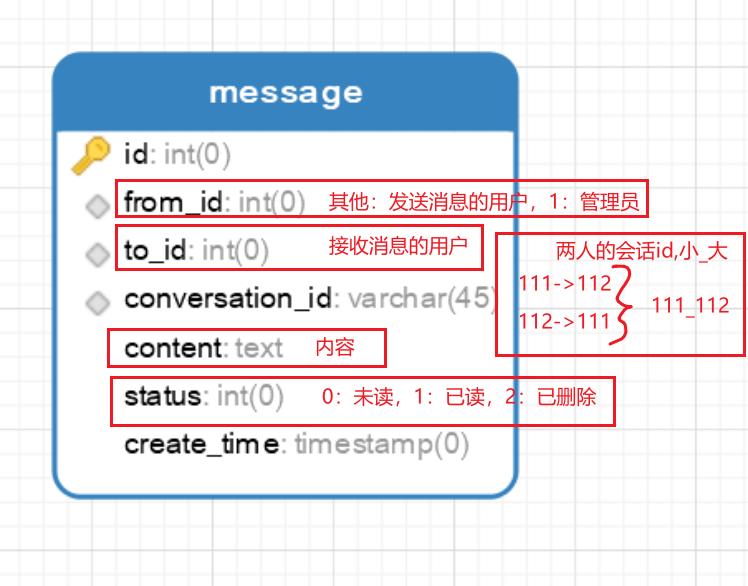 message
id: int(0)
from_id: int(0) 其他：发送消息的用户，1：管理员
to_id: int(0) 接收消息的用户
两人的会话id,小_大
111->112
conversation_id: varchar(45)
111_112
112->111
content: text 内容
status: int(0) 0：未读，1：已读，2：已删除
create_time: timestamp(0)